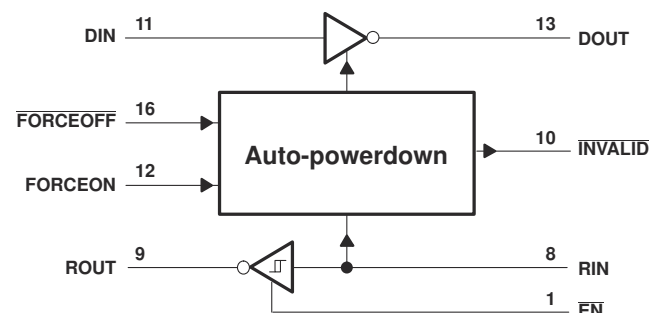 DIN 11 13 DOUT
FORCEOFF 16
Auto-powerdown 10 INVALID
FORCEON 12
ROUT 9 8 RIN
1 EN